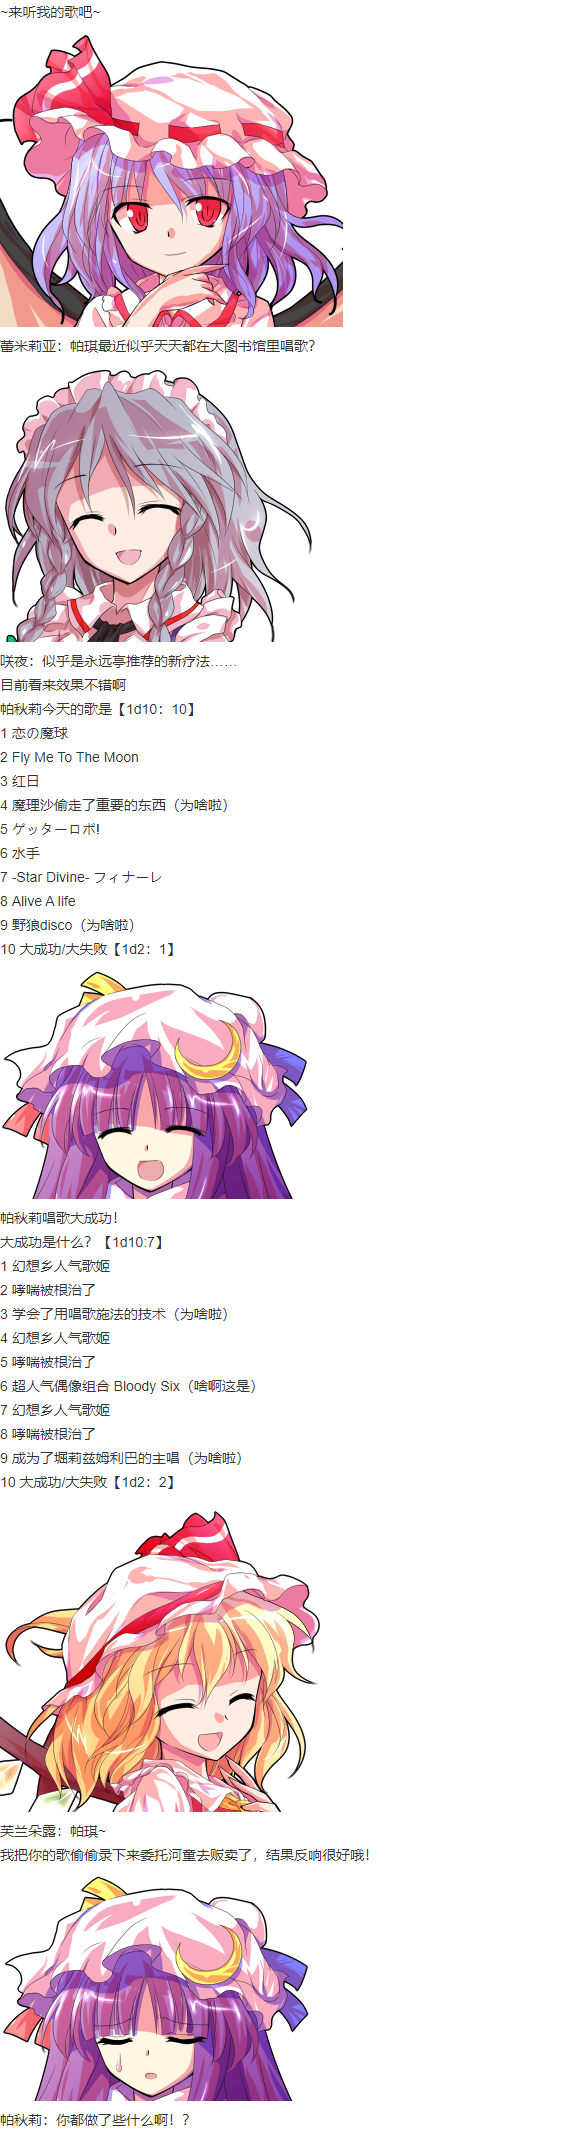 ~来听我的歌吧~
蕾米莉亚：帕琪最近似乎天天都在大图书馆里唱歌？
咲夜：似乎是永远亭推荐的新疗法……
目前看来效果不错啊
帕秋莉今天的歌是【1d10：10】
1 恋の魔球
2 Fly Me To The Moon
3 红日
4 魔理沙偷走了重要的东西（为啥啦）
5 ゲッターロボ!
6 水手
7 -Star Divine- フィナーレ
8 Alive A life
9 野狼disco（为啥啦）
10 大成功/大失败【1d2：1】
帕秋莉唱歌大成功！
大成功是什么？【1d10:7】
1 幻想乡人气歌姬
2 哮喘被根治了
3 学会了用唱歌施法的技术（为啥啦）
4 幻想乡人气歌姬
5 哮喘被根治了
6 超人气偶像组合 Bloody Six（啥啊这是）
7 幻想乡人气歌姬
8 哮喘被根治了
9 成为了堀莉兹姆利巴的主唱（为啥啦）
10 大成功/大失败【1d2：2】
芙兰朵露：帕琪~
我把你的歌偷偷录下来委托河童去贩卖了，结果反响很好哦！
帕秋莉：你都做了些什么啊！？